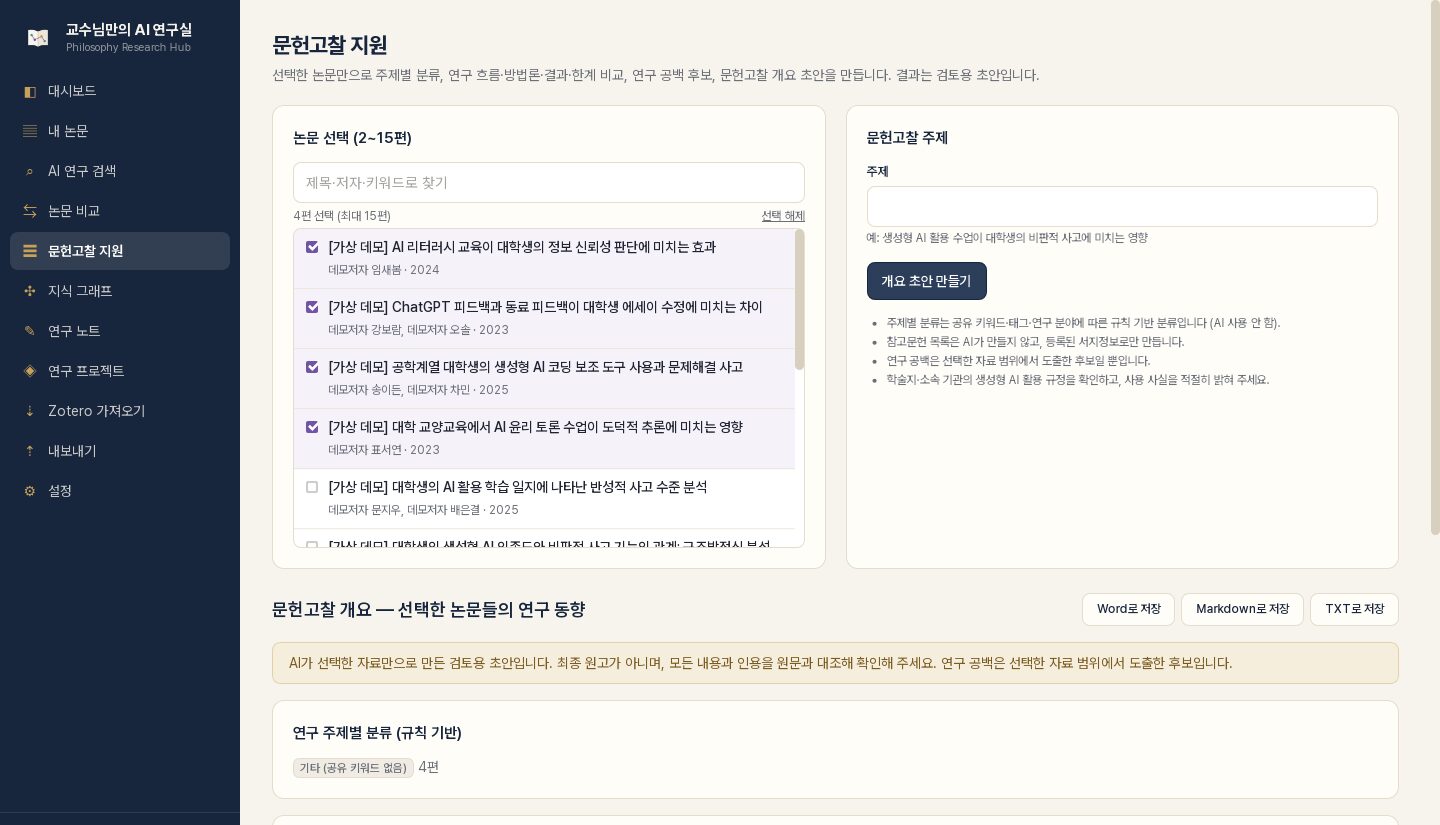 교수님만의 AI 연구실
Philosophy Research Hub
대시보드
내 논문
AI 연구 검색
논문 비교
문헌고찰 지원
지식 그래프
연구 노트
연구 프로젝트
Zotero 가져오기
내보내기
설정
문헌고찰 지원
선택한 논문만으로 주제별 분류, 연구 흐름·방법론·결과·한계 비교, 연구 공백 후보, 문헌고찰 개요 초안을 만듭니다. 결과는 검토용 초안입니다.
논문 선택 (2~15편)
제목·저자·키워드로 찾기
4편 선택 (최대 15편)
선택 해제
[가상 데모] AI 리터러시 교육이 대학생의 정보 신뢰성 판단에 미치는 효과
데모저자 임새봄 · 2024
[가상 데모] ChatGPT 피드백과 동료 피드백이 대학생 에세이 수정에 미치는 차이
데모저자 강보람, 데모저자 오솔 · 2023
[가상 데모] 공학계열 대학생의 생성형 AI 코딩 보조 도구 사용과 문제해결 사고
데모저자 송이든, 데모저자 차민 · 2025
[가상 데모] 대학 교양교육에서 AI 윤리 토론 수업이 도덕적 추론에 미치는 영향
데모저자 표서연 · 2023
[가상 데모] 대학생의 AI 활용 학습 일지에 나타난 반성적 사고 수준 분석
데모저자 문지우, 데모저자 배은결 · 2025
[가상 데모] 대학생의 생성형 AI 의존도와 비판적 사고 기능의 관계: 구조방정식 분석
문헌고찰 주제
주제
예: 생성형 AI 활용 수업이 대학생의 비판적 사고에 미치는 영향
개요 초안 만들기
주제별 분류는 공유 키워드·태그·연구 분야에 따른 규칙 기반 분류입니다 (AI 사용 안 함).
참고문헌 목록은 AI가 만들지 않고, 등록된 서지정보로만 만듭니다.
연구 공백은 선택한 자료 범위에서 도출한 후보일 뿐입니다.
학술지·소속 기관의 생성형 AI 활용 규정을 확인하고, 사용 사실을 적절히 밝혀 주세요.
문헌고찰 개요 — 선택한 논문들의 연구 동향
Word로 저장
Markdown로 저장
TXT로 저장
AI가 선택한 자료만으로 만든 검토용 초안입니다. 최종 원고가 아니며, 모든 내용과 인용을 원문과 대조해 확인해 주세요. 연구 공백은 선택한 자료 범위에서 도출한 후보입니다.
연구 주제별 분류 (규칙 기반)
기타 (공유 키워드 없음) 4편